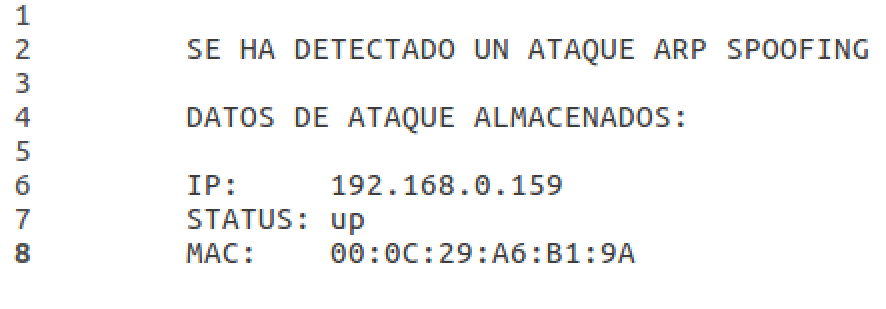 1
2 SE HA DETECTADO UN ATAQUE ARP SPOOFING
3
4 DATOS DE ATAQUE ALMACENADOS:
5
6 IP: 192.168.0.159
7 STATUS: up
8 MAC: 00:0C:29:A6:B1:9A